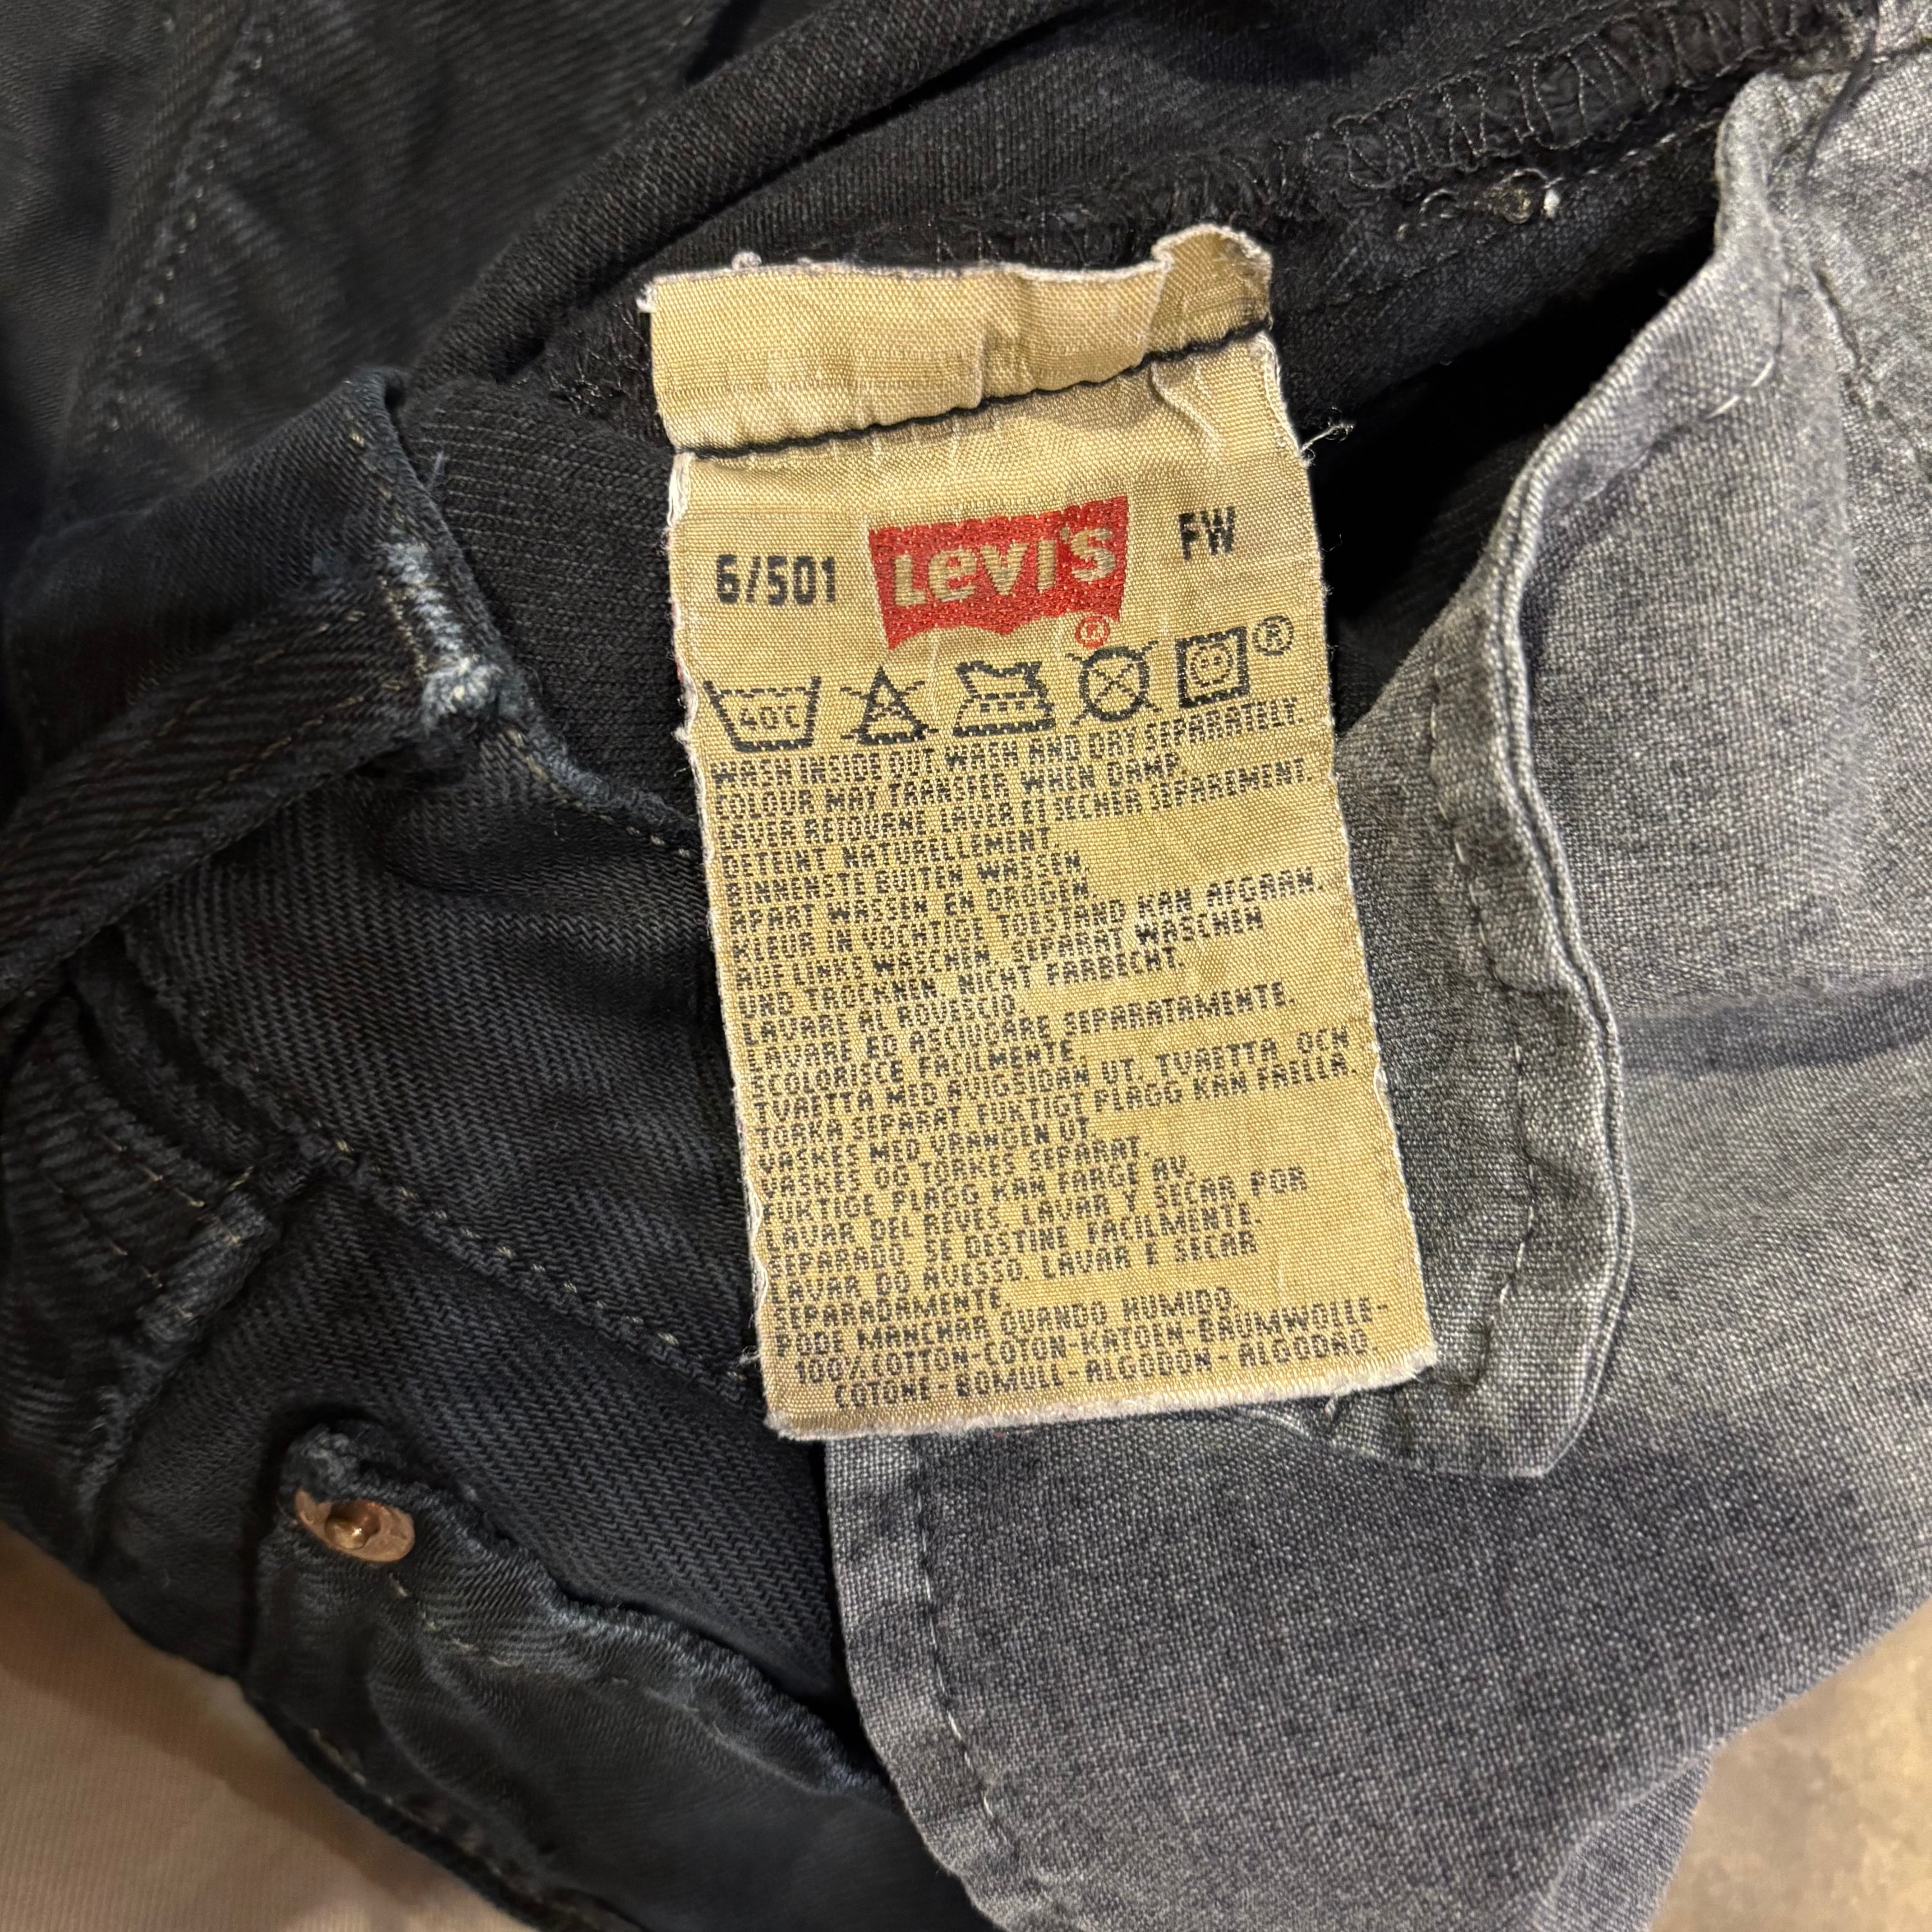 6/501 LEVI'S ® FW
40°C ®
WASH INSIDE OUT WASH AND DRY SEPARATELY.
COLOUR MAY TRANSFER WHEN DAMP.
LAVER RETOURNE LAVER ET SECHER SEPAREMENT.
DETEINT NATURELLEMENT.
BINNENSTE BUITEN WASSEN.
APART WASSEN EN DROGEN.
KLEUR IN VOCHTIGE TOESTAND KAN AFGAAN.
AUF LINKS WASCHEN, SEPARAT WASCHEN
UND TROCKNEN, NICHT FARBECHT.
LAVARE AL ROVESCIO.
LAVARE ED ASCIUGARE SEPARATAMENTE.
SCOLORISCE FACILMENTE.
TVAETTA MED AVIGSIDAN UT. TVAETTA OCH
TORKA SEPARAT. FUKTIGT PLAGG KAN FAELLA.
VASKES MED VRANGEN UT.
VASKES OG TORKES SEPARAT.
FUKTIGE PLAGG KAN FARGE AV.
LAVAR DEL REVES. LAVAR Y SECAR POR
SEPARADO. SE DESTINE FACILMENTE.
LAVAR DO AVESSO. LAVAR E SECAR
SEPARADAMENTE.
PODE MANCHAR QUANDO HUMIDO.
100% COTTON-COTON-KATOEN-BAUMWOLLE-
COTONE-BOMULL-ALGODON-ALGODAO.